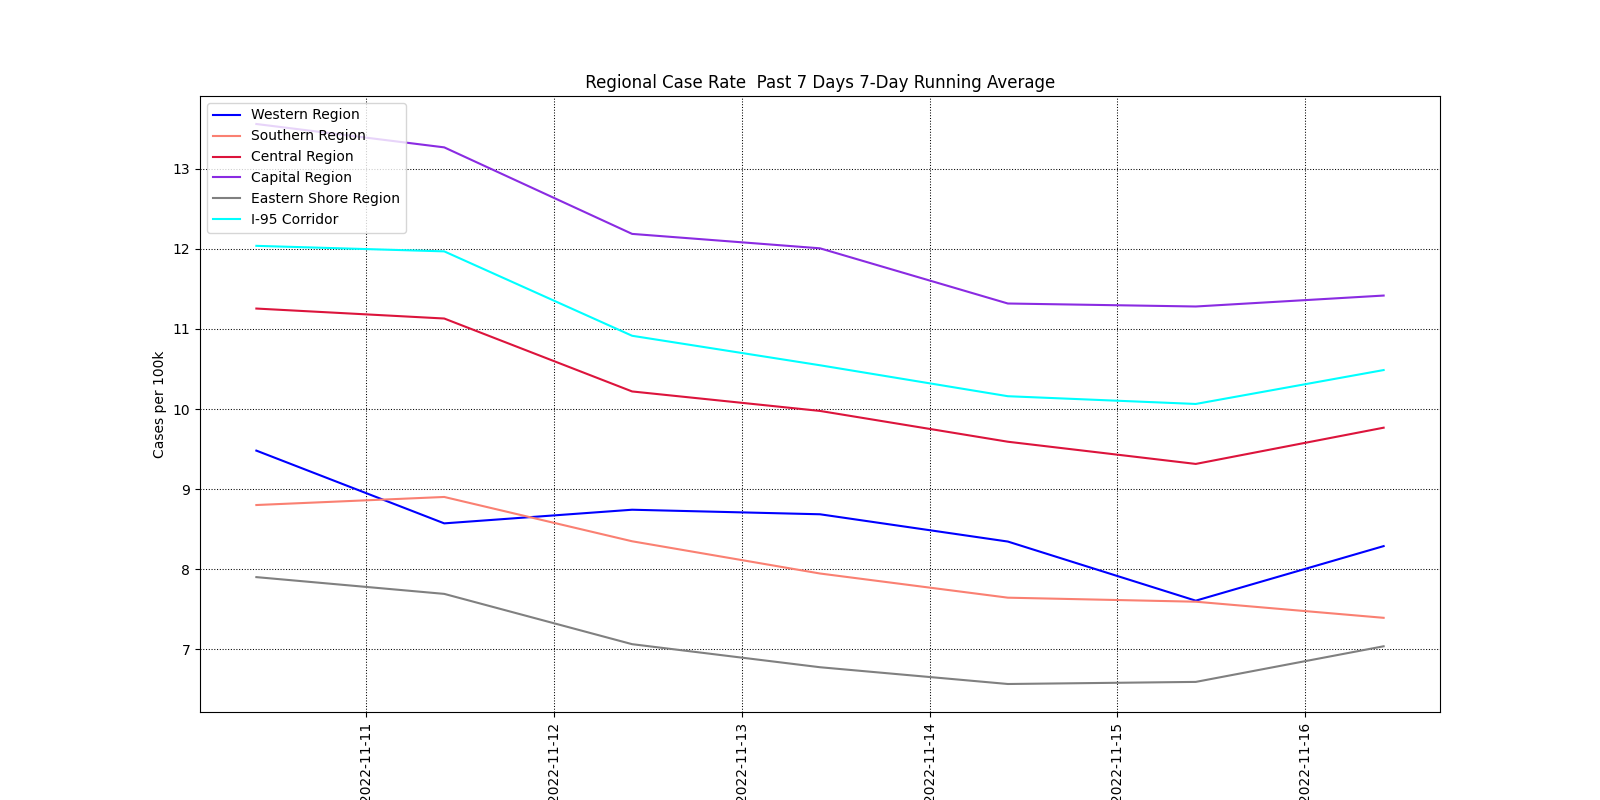 Regional Case Rate  Past 7 Days 7-Day Running Average
Western Region
Southern Region
Central Region
Capital Region
Eastern Shore Region
I-95 Corridor
Cases per 100k
13
12
11
10
9
8
7
2022-11-11
2022-11-12
2022-11-13
2022-11-14
2022-11-15
2022-11-16